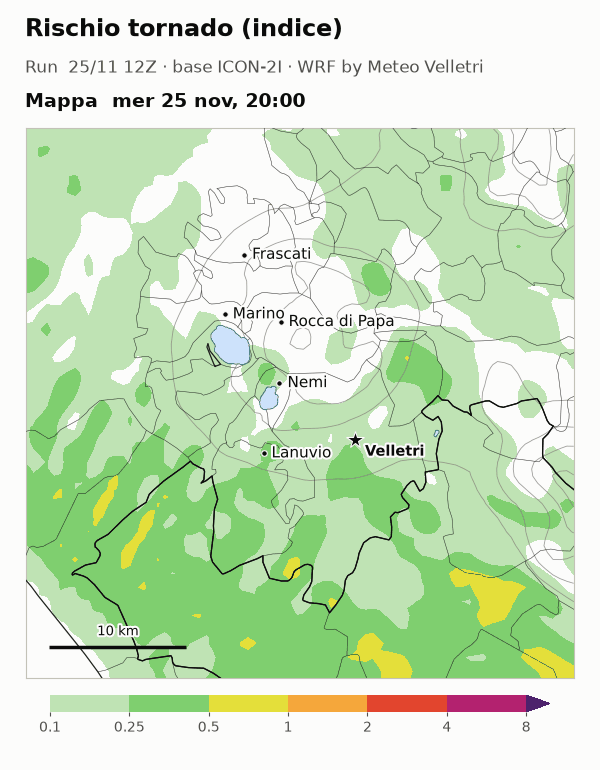 Rischio tornado (indice)
Run  25/11 12Z · base ICON-2I · WRF by Meteo Velletri
Mappa  mer 25 nov, 20:00
Frascati
Marino
Rocca di Papa
Nemi
Velletri
Lanuvio
10 km
0.1 0.25 0.5 1 2 4 8